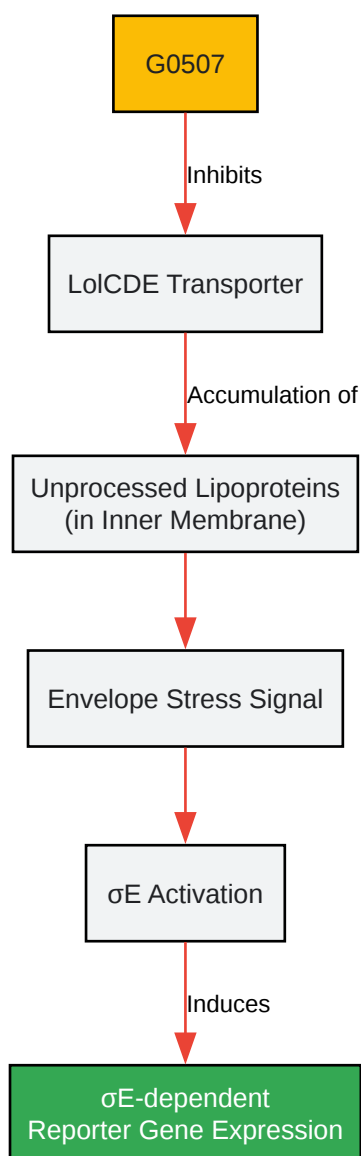 G0507
Inhibits
LolCDE Transporter
Accumulation of
Unprocessed Lipoproteins
(in Inner Membrane)
Envelope Stress Signal
σE Activation
Induces
σE-dependent
Reporter Gene Expression